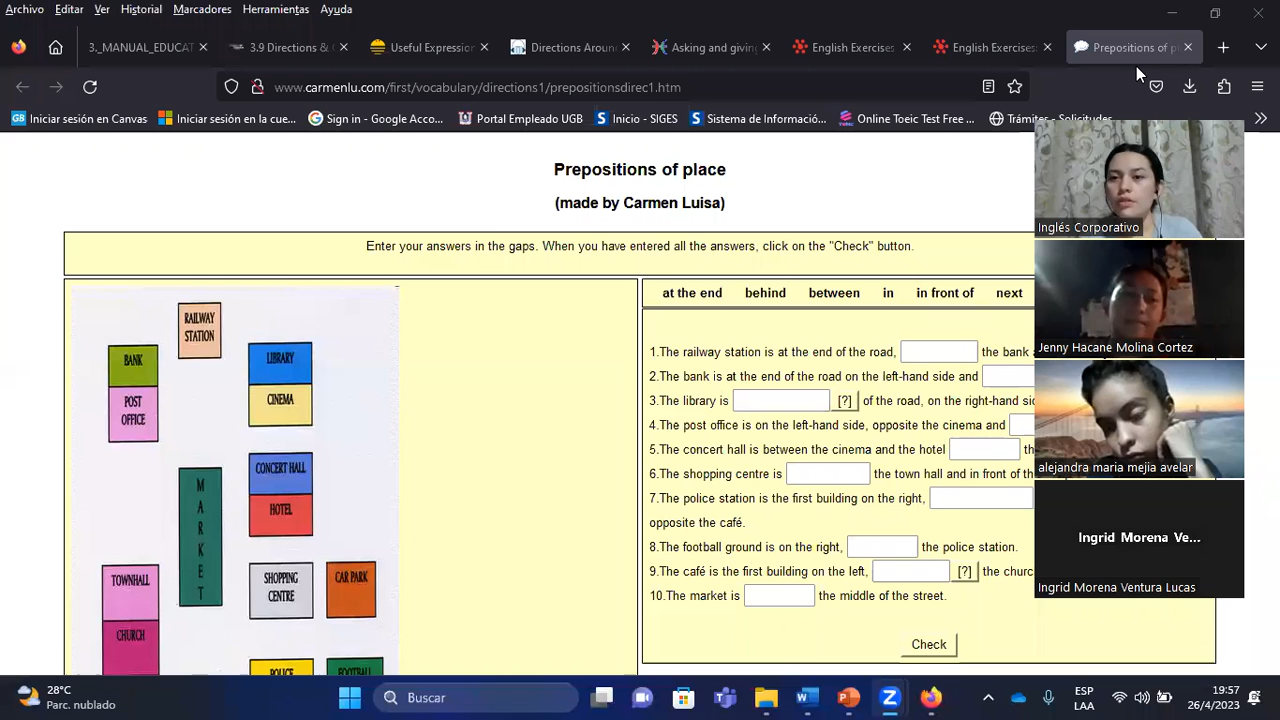 Archivo Editar Ver Historial Marcadores Herramientas Ayuda
3._MANUAL_EDUCAT
3.9 Directions & 
Useful Expression
Directions Aroun
Asking and giving
English Exercises
English Exercises:
Prepositions of pl
www.carmenlu.com/first/vocabulary/directions1/prepositionsdirec1.htm
Iniciar sesión en Canvas
Iniciar sesión en la cue...
Sign in - Google Acco...
Portal Empleado UGB
Inicio - SIGES
Sistema de Informació...
Online Toeic Test Free ...
Trámites - Solicitudes
Prepositions of place
(made by Carmen Luisa)
Enter your answers in the gaps. When you have entered all the answers, click on the "Check" button.
RAILWAY
STATION
BANK
POST
OFFICE
LIBRARY
CINEMA
CONCERT HALL
HOTEL
MARKET
TOWNHALL
CHURCH
SHOPPING
CENTRE
CAR PARK
POLICE
FOOTBALL
at the end behind between in in front of next
1.The railway station is at the end of the road, the bank
2.The bank is at the end of the road on the left-hand side and
3.The library is [?] of the road, on the right-hand sid
4.The post office is on the left-hand side, opposite the cinema and
5.The concert hall is between the cinema and the hotel th
6.The shopping centre is the town hall and in front of th
7.The police station is the first building on the right,
opposite the café.
8.The football ground is on the right, the police station.
9.The café is the first building on the left, [?] the churc
10.The market is the middle of the street.
Check
Inglés Corporativo
Jenny Hacane Molina Cortez
alejandra maria mejia avelar
Ingrid Morena Ve...
Ingrid Morena Ventura Lucas
28°C
Parc. nublado
Buscar
ESP
LAA
19:57
26/4/2023